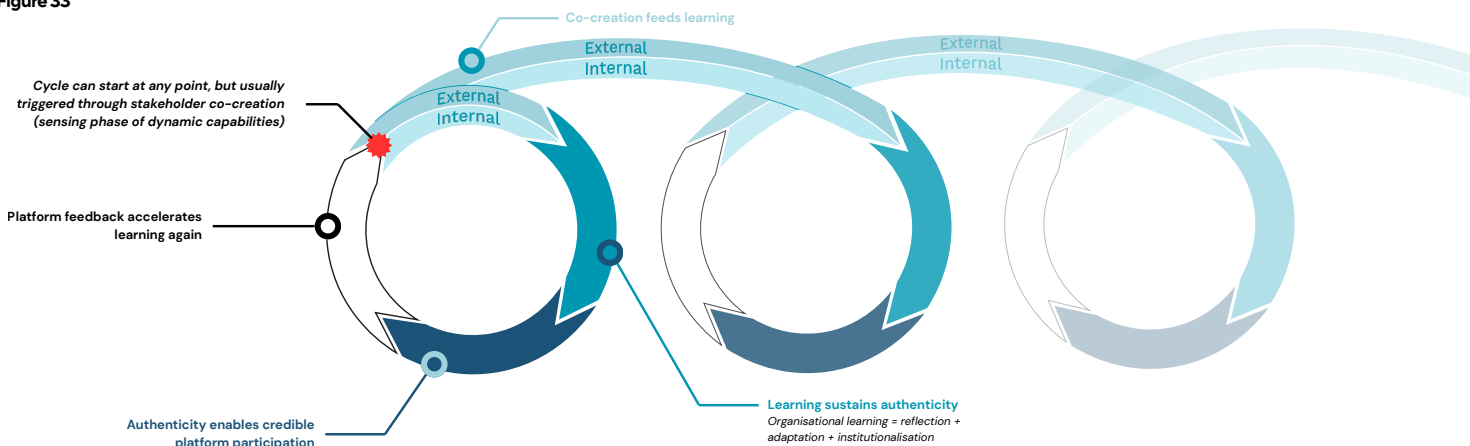 Figure 33
Co-creation feeds learning
External
Internal
External
Internal
External
Internal
Cycle can start at any point, but usually
triggered through stakeholder co-creation
(sensing phase of dynamic capabilities)
Platform feedback accelerates
learning again
Learning sustains authenticity
Organisational learning = reflection +
adaptation + institutionalisation
Authenticity enables credible
platform participation